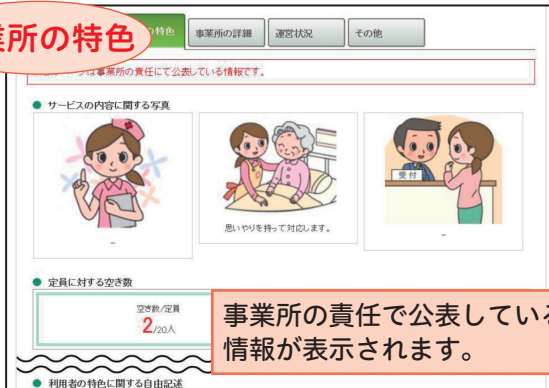 業所の特色
の特色
事業所の詳細
運営状況
その他
は事業所の責任にて公表している情報です。
● サービスの内容に関する写真
受付
−
思いやりを持って対応します。
−
● 定員に対する空き数
空き数/定員
2/20人
事業所の責任で公表している
情報が表示されます。
● 利用者の特色に関する自由記述